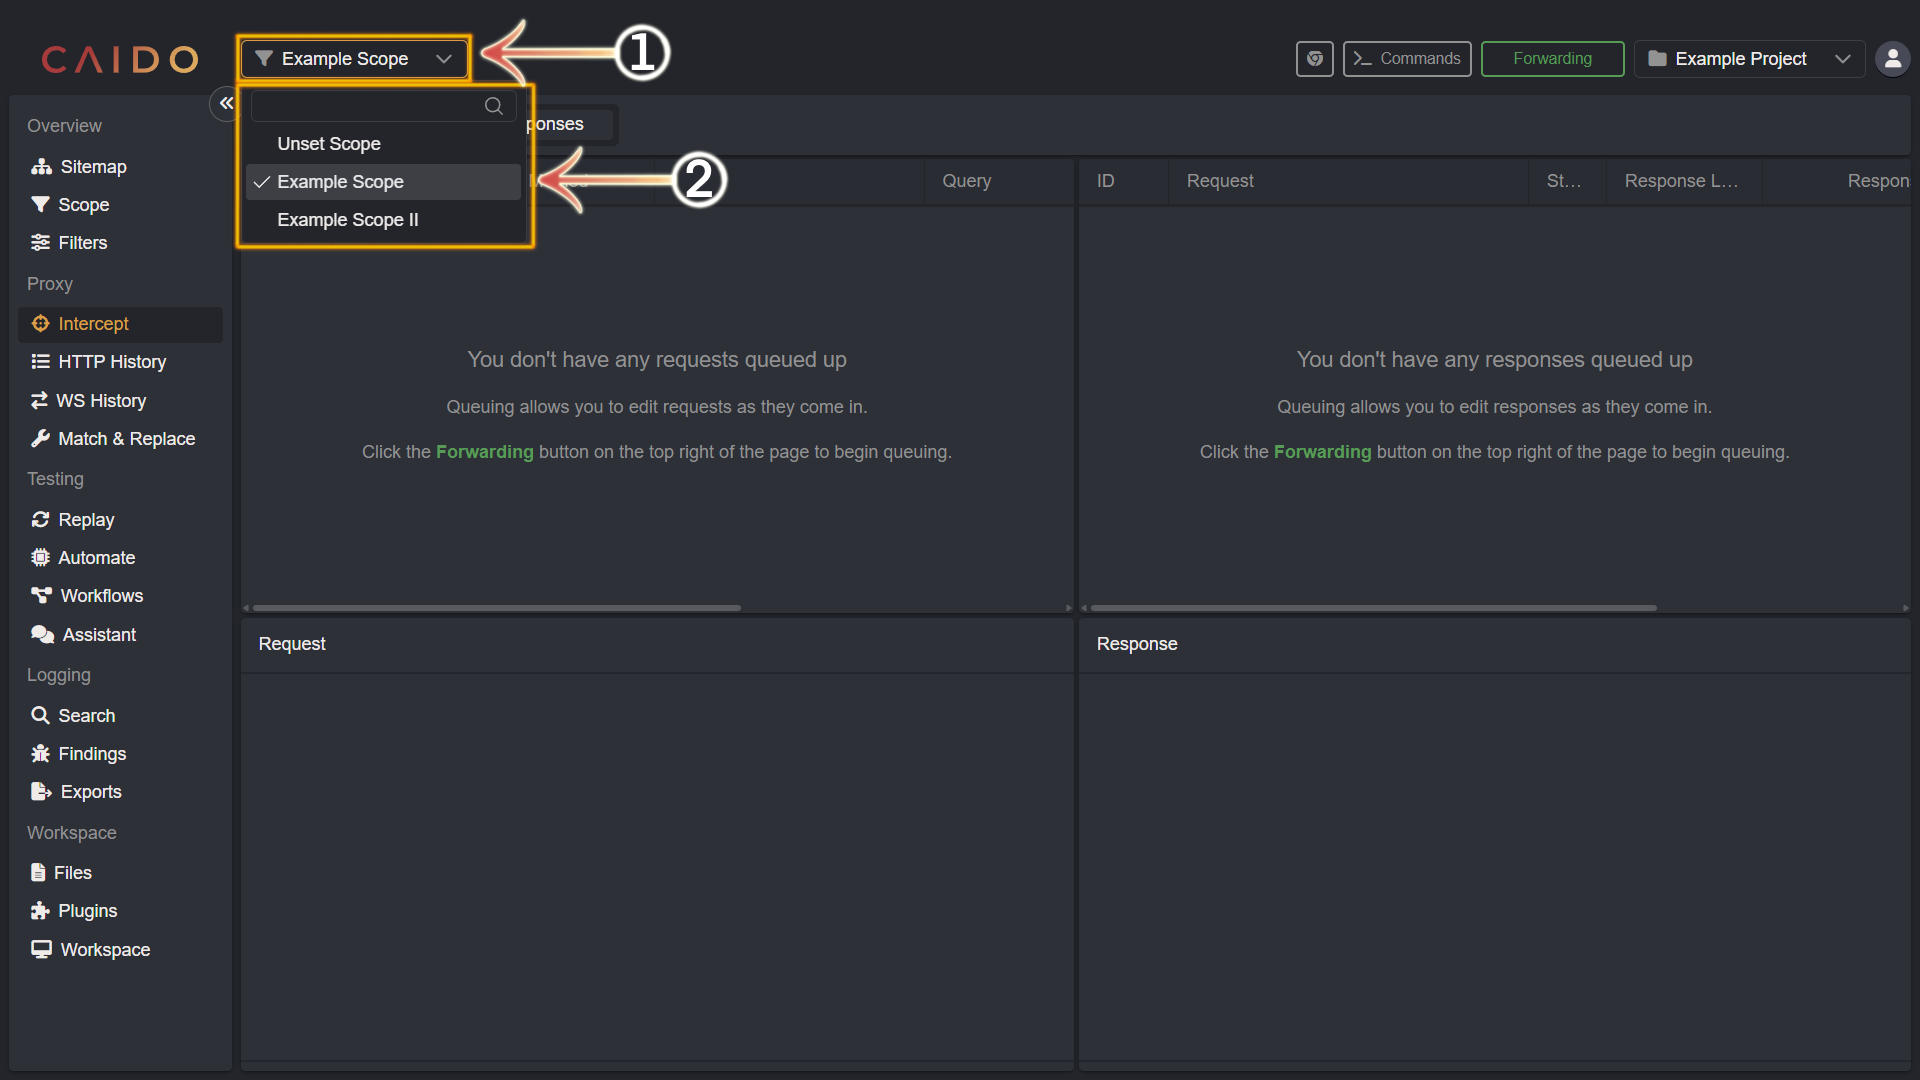 CAIDO
Example Scope
1
Commands
Forwarding
Example Project
Unset Scope
Example Scope
Example Scope II
2
ponses
Query
ID
Request
St...
Response L...
Respon
Overview
Sitemap
Scope
Filters
Proxy
Intercept
HTTP History
WS History
Match & Replace
Testing
Replay
Automate
Workflows
Assistant
Logging
Search
Findings
Exports
Workspace
Files
Plugins
Workspace
You don't have any requests queued up
Queuing allows you to edit requests as they come in.
Click the Forwarding button on the top right of the page to begin queuing.
You don't have any responses queued up
Queuing allows you to edit responses as they come in.
Click the Forwarding button on the top right of the page to begin queuing.
Request
Response